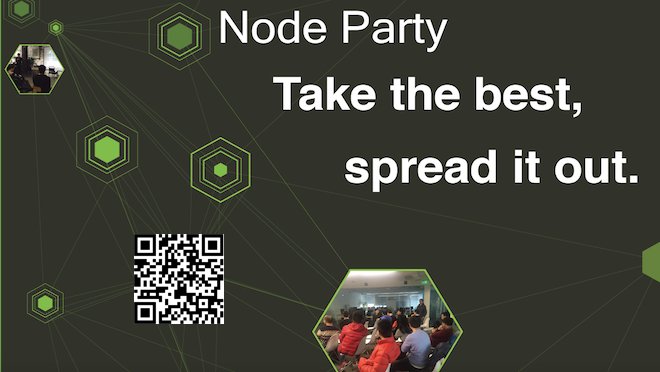 Node Party
Take the best,
spread it out.